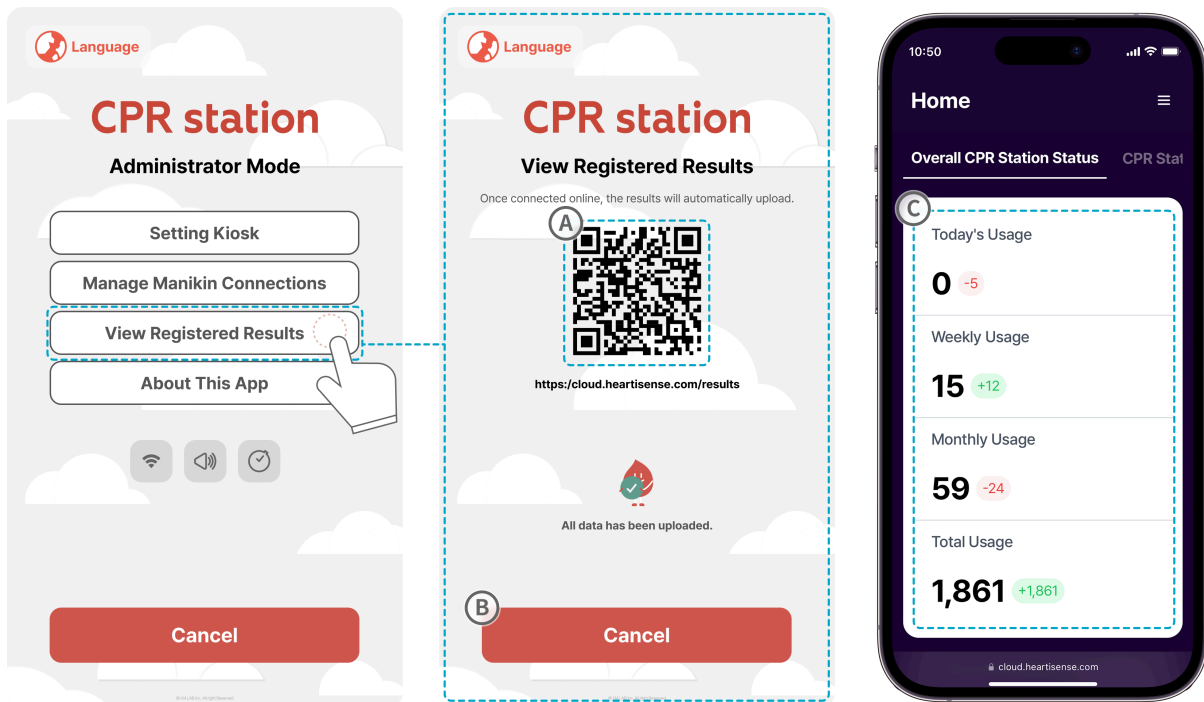 Language
CPR station
Administrator Mode
Setting Kiosk
Manage Manikin Connections
View Registered Results
About This App
Cancel
Language
CPR station
View Registered Results
Once connected online, the results will automatically upload.
A
https:/cloud.heartisense.com/results
All data has been uploaded.
B
Cancel
10:50
Home
Overall CPR Station Status
CPR Stat
C
Today's Usage
0 -5
Weekly Usage
15 +12
Monthly Usage
59 -24
Total Usage
1,861 +1,861
cloud.heartisense.com